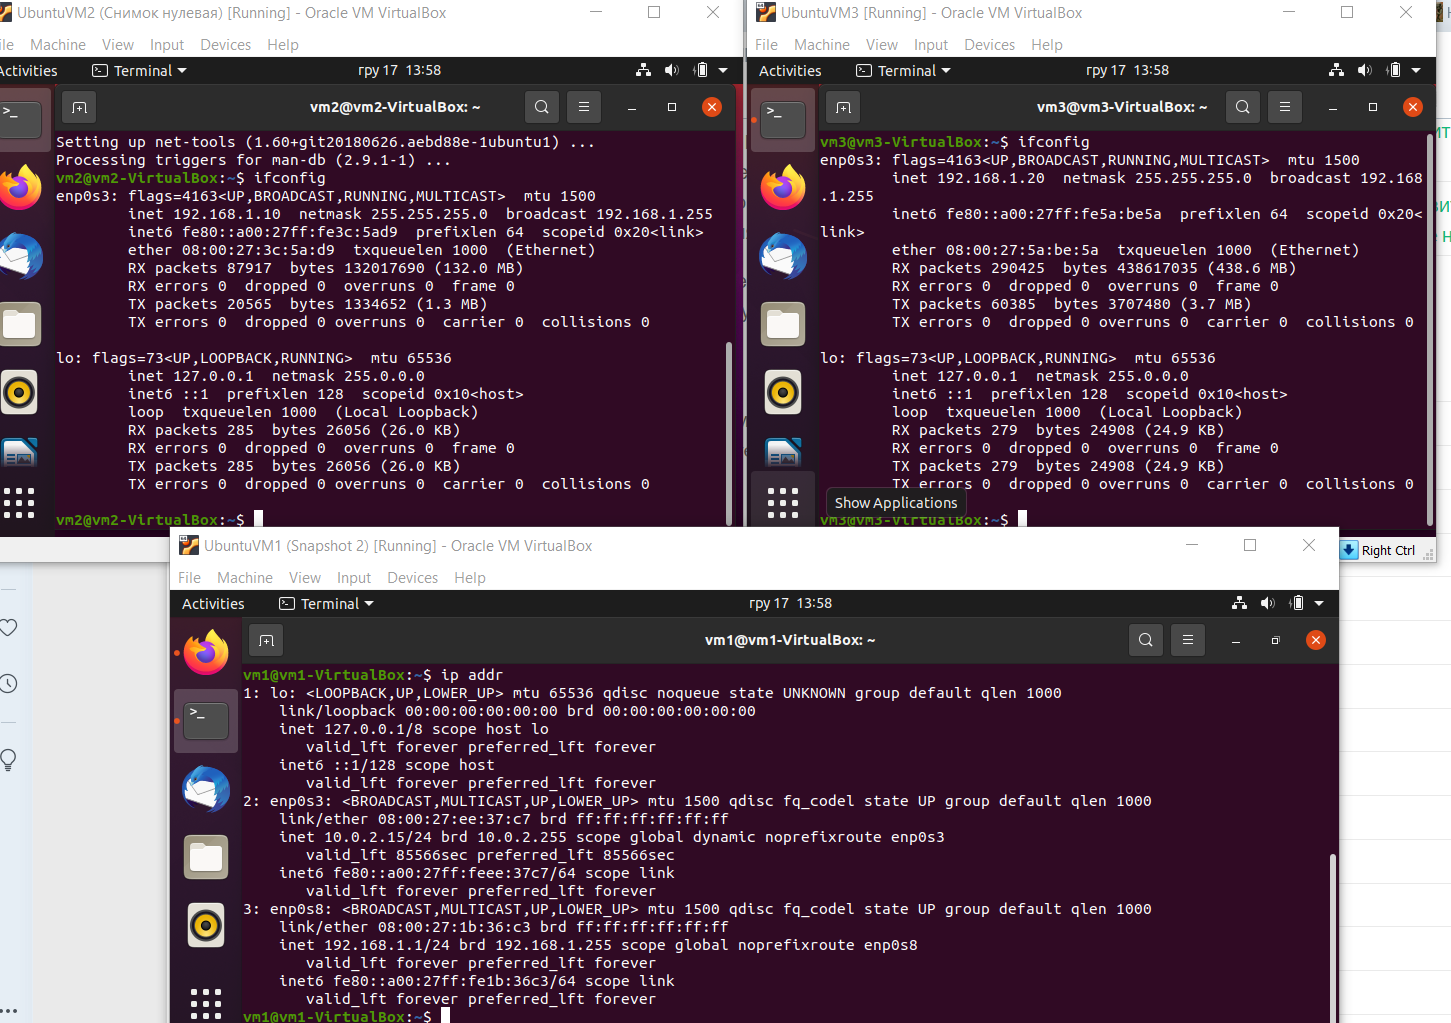 UbuntuVM2 (Снимок нулевая) [Running] - Oracle VM VirtualBox
Machine View Input Devices Help
Activities Terminal гру 17 13:58
vm2@vm2-VirtualBox: ~
Setting up net-tools (1.60+git20180626.aebd88e-1ubuntu1) ...
Processing triggers for man-db (2.9.1-1) ...
vm2@vm2-VirtualBox:~$ ifconfig
enp0s3: flags=4163<UP,BROADCAST,RUNNING,MULTICAST>  mtu 1500
inet 192.168.1.10  netmask 255.255.255.0  broadcast 192.168.1.255
inet6 fe80::a00:27ff:fe3c:5ad9  prefixlen 64  scopeid 0x20<link>
ether 08:00:27:3c:5a:d9  txqueuelen 1000  (Ethernet)
RX packets 87917  bytes 132017690 (132.0 MB)
RX errors 0  dropped 0  overruns 0  frame 0
TX packets 20565  bytes 1334652 (1.3 MB)
TX errors 0  dropped 0 overruns 0  carrier 0  collisions 0
lo: flags=73<UP,LOOPBACK,RUNNING>  mtu 65536
inet 127.0.0.1  netmask 255.0.0.0
inet6 ::1  prefixlen 128  scopeid 0x10<host>
loop  txqueuelen 1000  (Local Loopback)
RX packets 285  bytes 26056 (26.0 KB)
RX errors 0  dropped 0  overruns 0  frame 0
TX packets 285  bytes 26056 (26.0 KB)
TX errors 0  dropped 0 overruns 0  carrier 0  collisions 0
vm2@vm2-VirtualBox:~$
UbuntuVM3 [Running] - Oracle VM VirtualBox
File Machine View Input Devices Help
Activities Terminal гру 17 13:58
vm3@vm3-VirtualBox: ~
vm3@vm3-VirtualBox:~$ ifconfig
enp0s3: flags=4163<UP,BROADCAST,RUNNING,MULTICAST>  mtu 1500
inet 192.168.1.20  netmask 255.255.255.0  broadcast 192.168
.1.255
inet6 fe80::a00:27ff:fe5a:be5a  prefixlen 64  scopeid 0x20<
link>
ether 08:00:27:5a:be:5a  txqueuelen 1000  (Ethernet)
RX packets 290425  bytes 438617035 (438.6 MB)
RX errors 0  dropped 0  overruns 0  frame 0
TX packets 60385  bytes 3707480 (3.7 MB)
TX errors 0  dropped 0 overruns 0  carrier 0  collisions 0
lo: flags=73<UP,LOOPBACK,RUNNING>  mtu 65536
inet 127.0.0.1  netmask 255.0.0.0
inet6 ::1  prefixlen 128  scopeid 0x10<host>
loop  txqueuelen 1000  (Local Loopback)
RX packets 279  bytes 24908 (24.9 KB)
RX errors 0  dropped 0  overruns 0  frame 0
TX packets 279  bytes 24908 (24.9 KB)
TX errors 0  dropped 0 overruns 0  carrier 0  collisions 0
Show Applications
vm3@vm3-VirtualBox:~$
Right Ctrl
UbuntuVM1 (Snapshot 2) [Running] - Oracle VM VirtualBox
File Machine View Input Devices Help
Activities Terminal гру 17 13:58
vm1@vm1-VirtualBox: ~
vm1@vm1-VirtualBox:~$ ip addr
1: lo: <LOOPBACK,UP,LOWER_UP> mtu 65536 qdisc noqueue state UNKNOWN group default qlen 1000
link/loopback 00:00:00:00:00:00 brd 00:00:00:00:00:00
inet 127.0.0.1/8 scope host lo
valid_lft forever preferred_lft forever
inet6 ::1/128 scope host
valid_lft forever preferred_lft forever
2: enp0s3: <BROADCAST,MULTICAST,UP,LOWER_UP> mtu 1500 qdisc fq_codel state UP group default qlen 1000
link/ether 08:00:27:ee:37:c7 brd ff:ff:ff:ff:ff:ff
inet 10.0.2.15/24 brd 10.0.2.255 scope global dynamic noprefixroute enp0s3
valid_lft 85566sec preferred_lft 85566sec
inet6 fe80::a00:27ff:feee:37c7/64 scope link
valid_lft forever preferred_lft forever
3: enp0s8: <BROADCAST,MULTICAST,UP,LOWER_UP> mtu 1500 qdisc fq_codel state UP group default qlen 1000
link/ether 08:00:27:1b:36:c3 brd ff:ff:ff:ff:ff:ff
inet 192.168.1.1/24 brd 192.168.1.255 scope global noprefixroute enp0s8
valid_lft forever preferred_lft forever
inet6 fe80::a00:27ff:fe1b:36c3/64 scope link
valid_lft forever preferred_lft forever
vm1@vm1-VirtualBox:~$